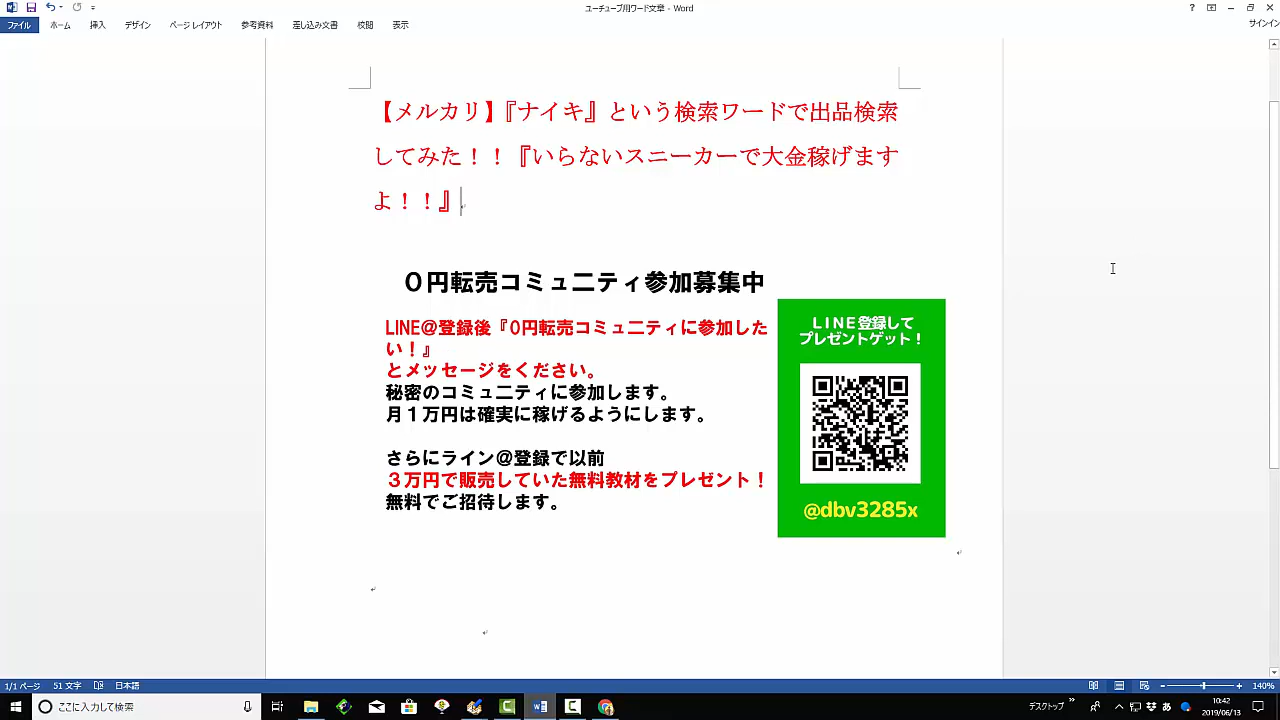 ユーチューブ用ワード文章 - Word
ファイル ホーム 挿入 デザイン ページ レイアウト 参考資料 差し込み文書 校閲 表示
サインイン
【メルカリ】『ナイキ』という検索ワードで出品検索
してみた！！『いらないスニーカーで大金稼げます
よ！！』
０円転売コミュニティ参加募集中
LINE@登録後『0円転売コミュニティに参加した
い！』
とメッセージをください。
秘密のコミュニティに参加します。
月１万円は確実に稼げるようにします。
さらにライン@登録で以前
３万円で販売していた無料教材をプレゼント！
無料でご招待します。
ＬＩＮＥ登録して
プレゼントゲット！
@dbv3285x
1/1 ページ 51 文字 日本語
140%
ここに入力して検索
デスクトップ
10:42
2019/06/13